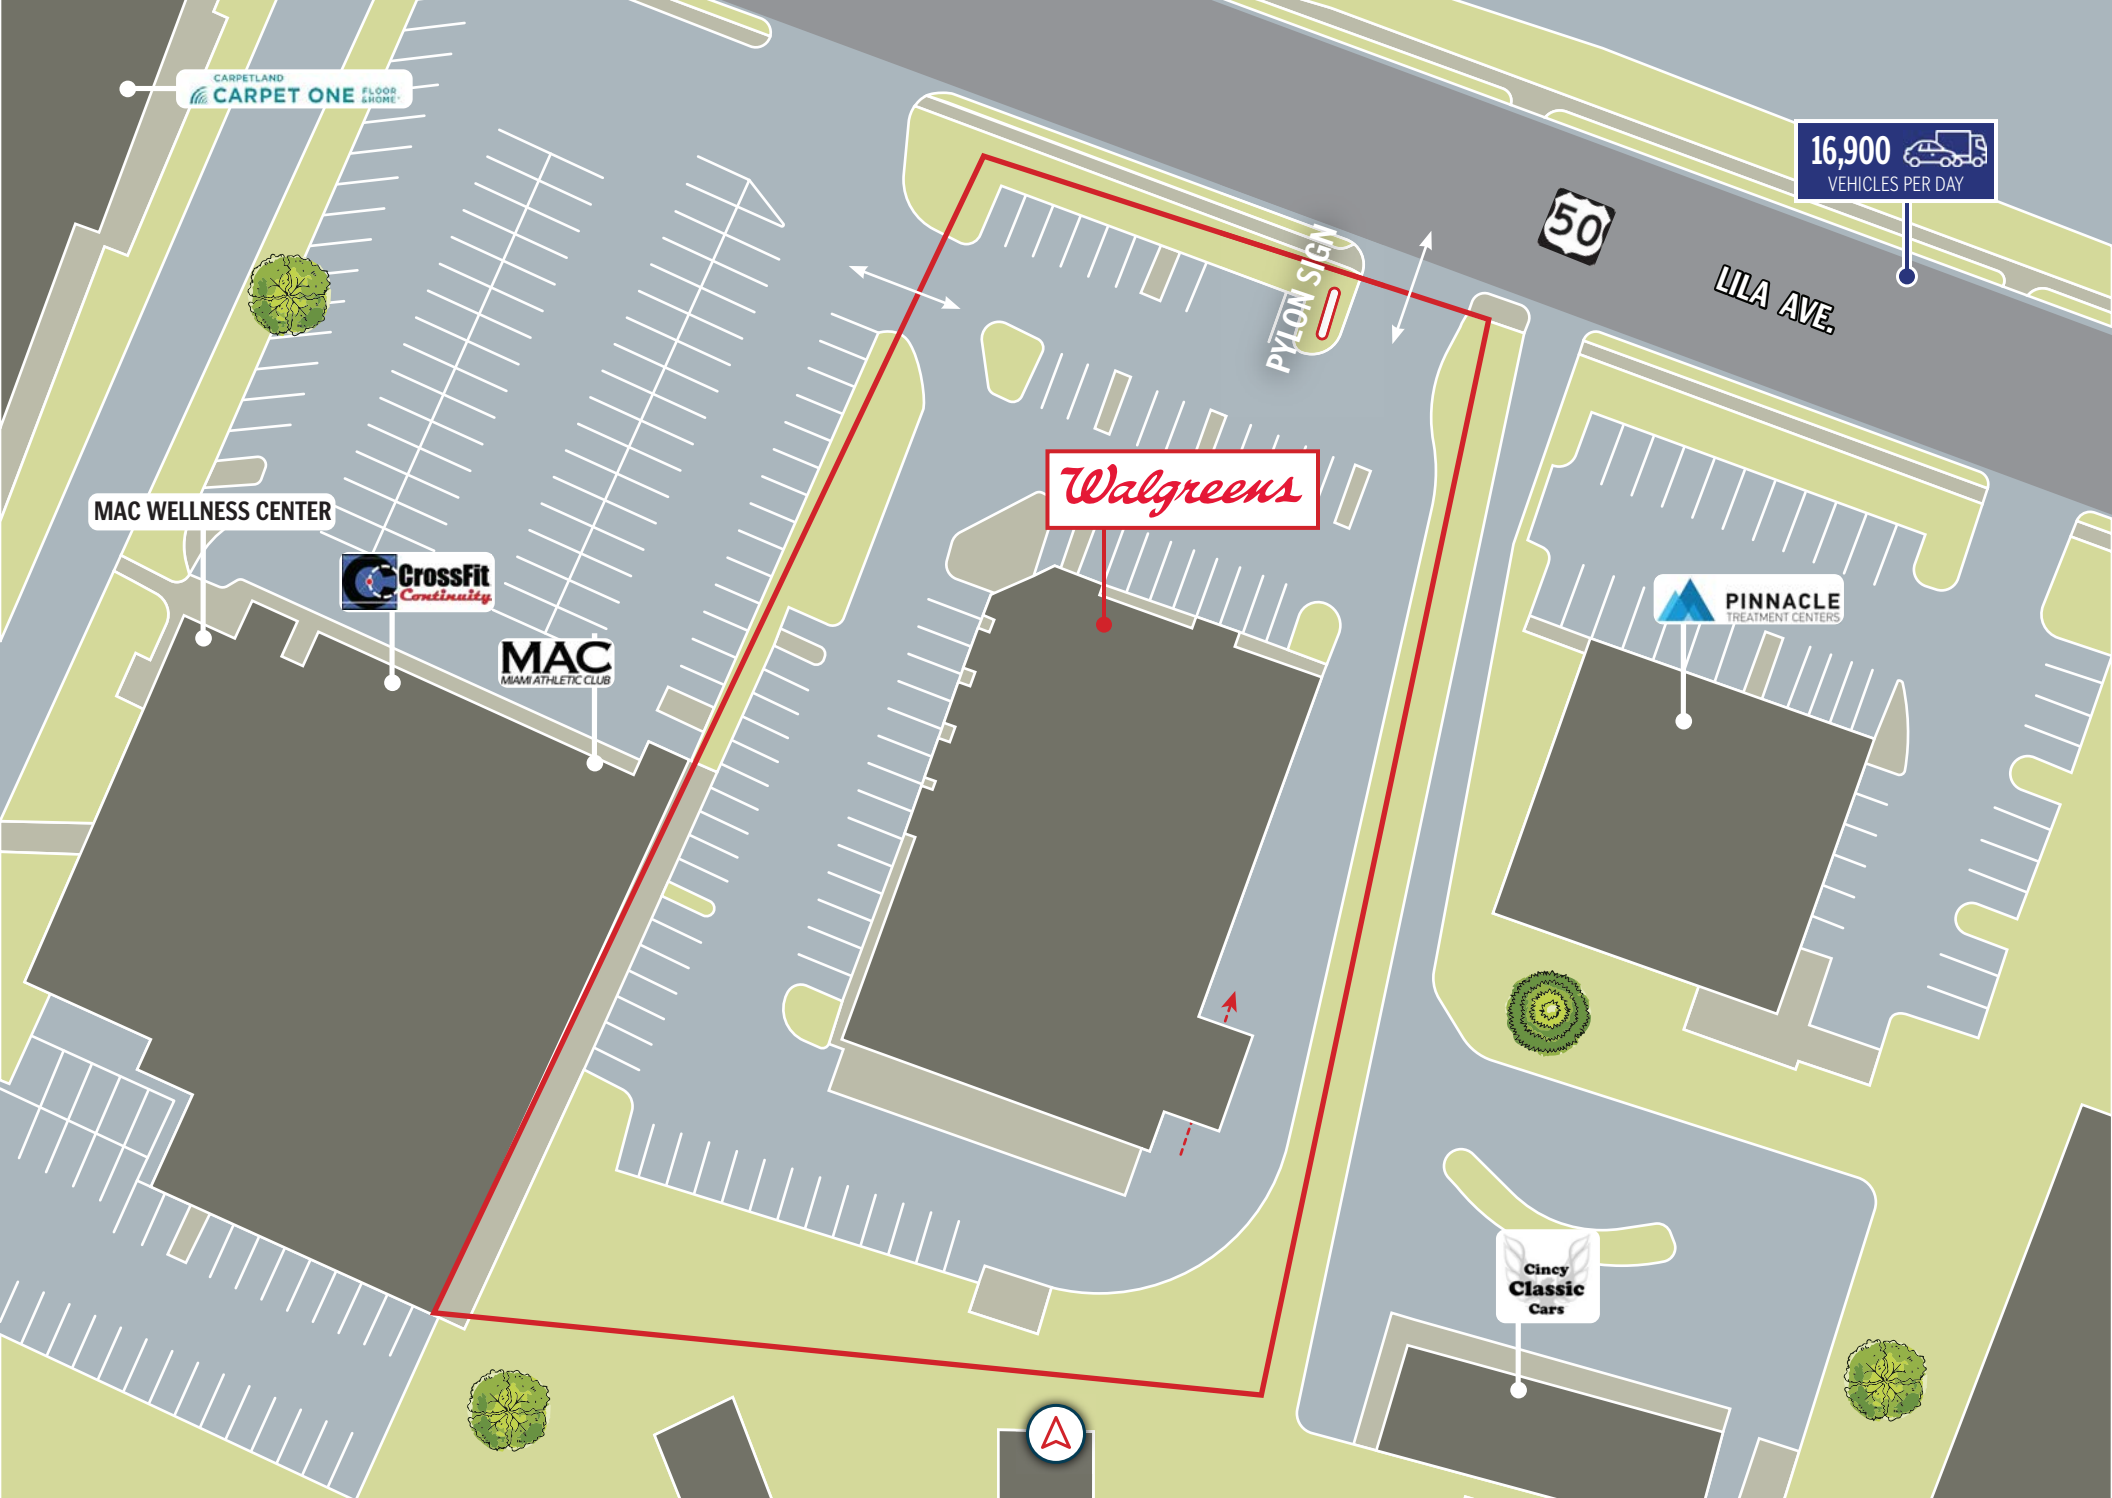 CARPETLAND
CARPET ONE FLOOR
&HOME
16,900
VEHICLES PER DAY
50
LILA AVE.
PYLON SIGN
Walgreens
MAC WELLNESS CENTER
CrossFit
Continuity
MAC
MIAMI ATHLETIC CLUB
PINNACLE
TREATMENT CENTERS
Cincy
Classic
Cars